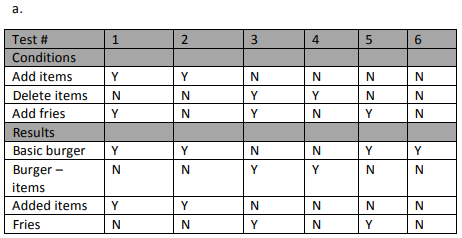 a.
Test # 1 2 3 4 5 6
Conditions
Add items Y Y N N N N
Delete items N N Y Y N N
Add fries Y N Y N Y N
Results
Basic burger Y Y N N Y Y
Burger – N N Y Y N N
items
Added items Y Y N N N N
Fries N N Y N Y N